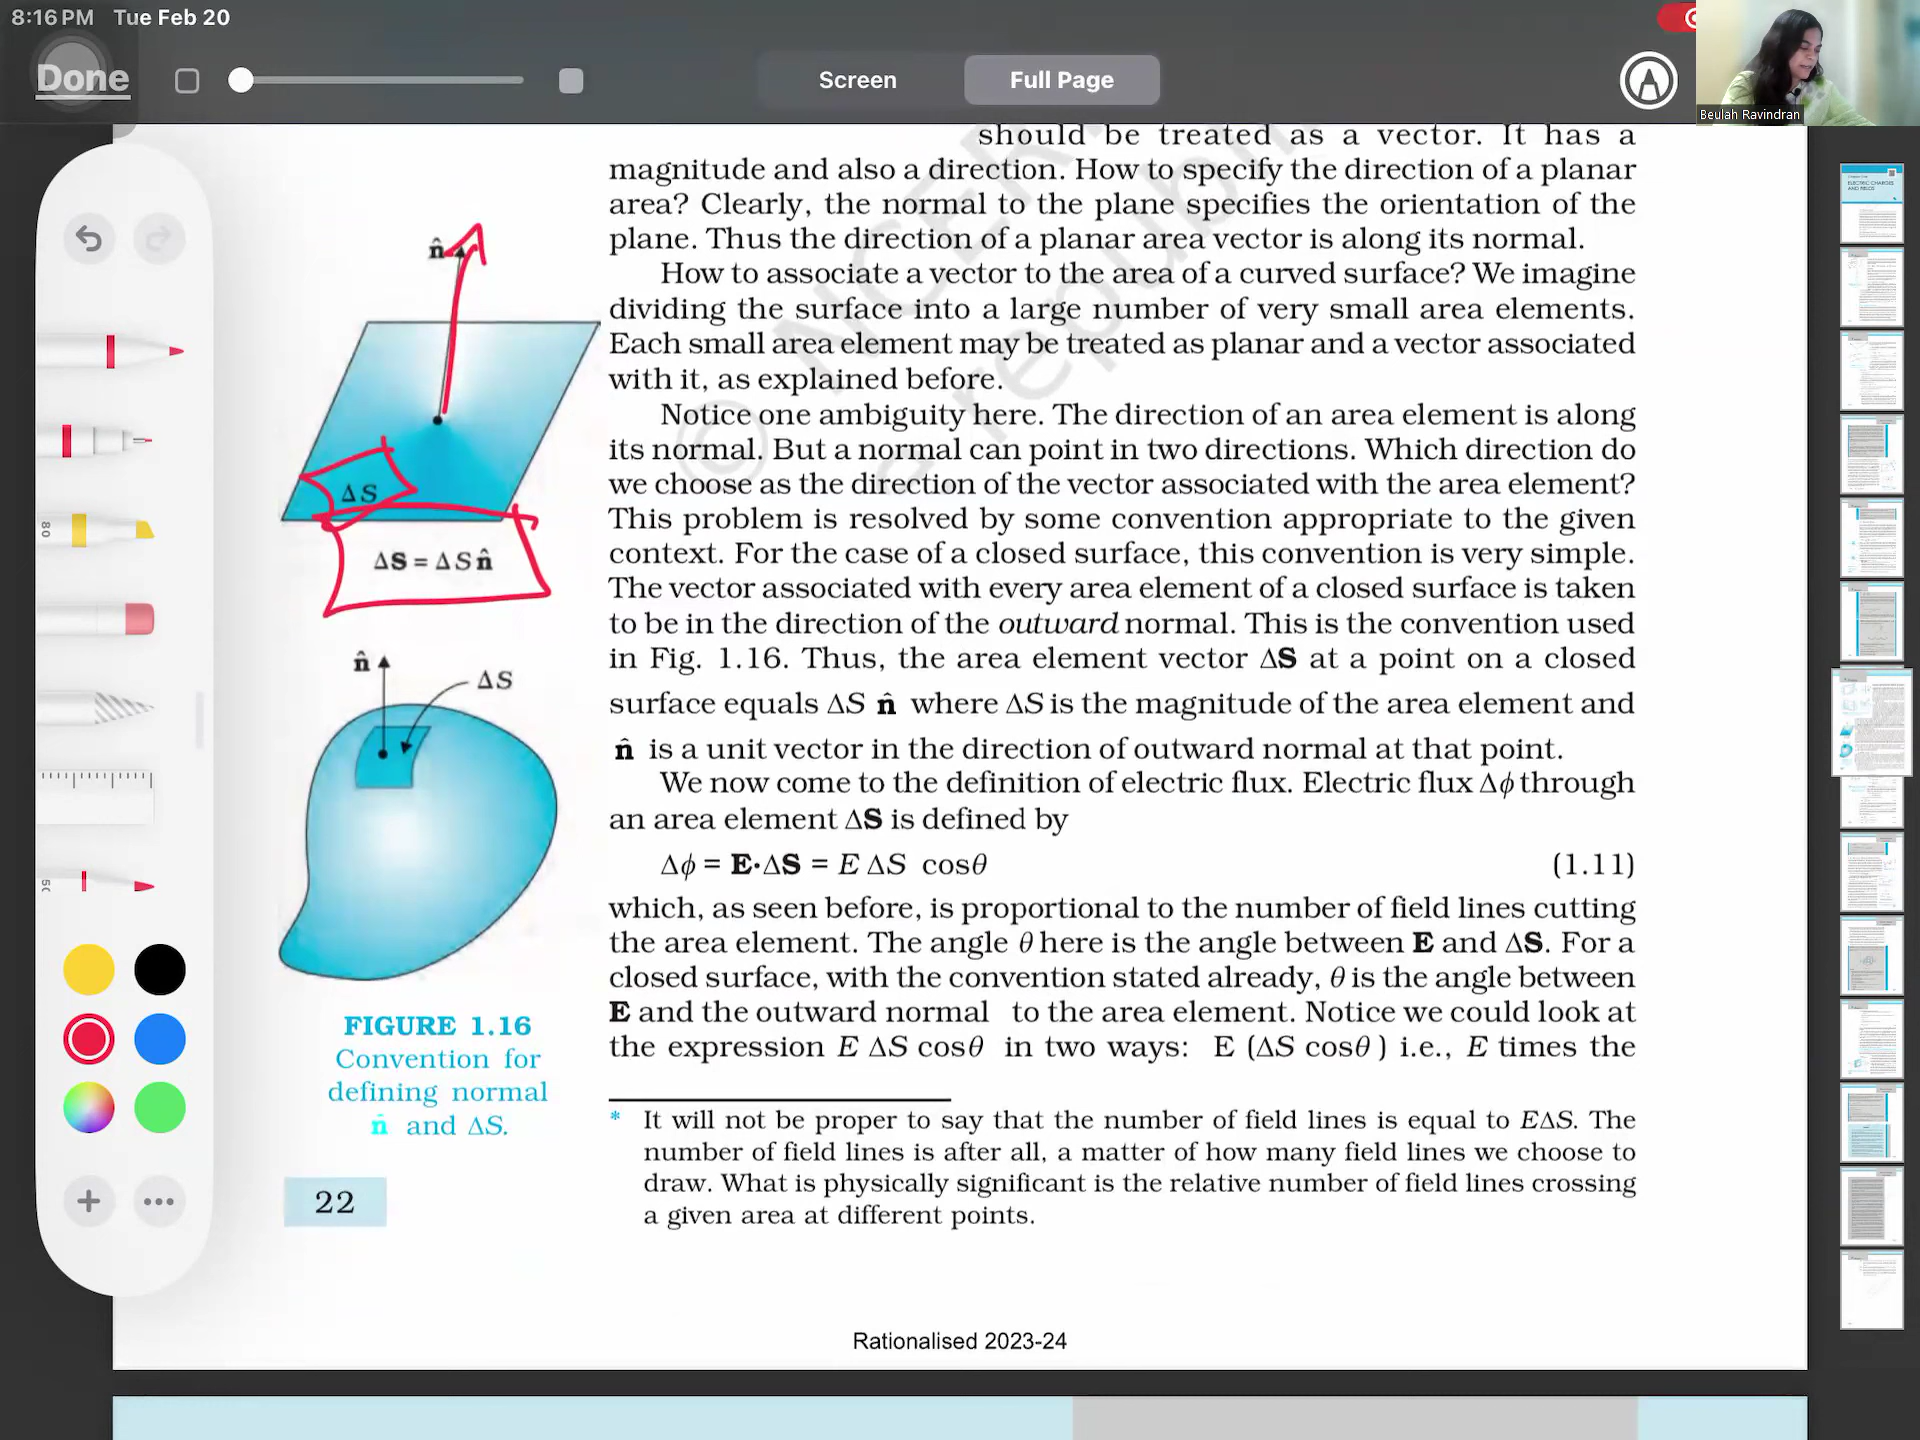 8:16 PM Tue Feb 20
Done
Screen
Full Page
Beulah Ravindran
should be treated as a vector. It has a
magnitude and also a direction. How to specify the direction of a planar
area? Clearly, the normal to the plane specifies the orientation of the
plane. Thus the direction of a planar area vector is along its normal.
How to associate a vector to the area of a curved surface? We imagine
dividing the surface into a large number of very small area elements.
Each small area element may be treated as planar and a vector associated
with it, as explained before.
Notice one ambiguity here. The direction of an area element is along
its normal. But a normal can point in two directions. Which direction do
we choose as the direction of the vector associated with the area element?
This problem is resolved by some convention appropriate to the given
context. For the case of a closed surface, this convention is very simple.
The vector associated with every area element of a closed surface is taken
to be in the direction of the outward normal. This is the convention used
in Fig. 1.16. Thus, the area element vector ΔS at a point on a closed
surface equals ΔS n̂ where ΔS is the magnitude of the area element and
n̂ is a unit vector in the direction of outward normal at that point.
We now come to the definition of electric flux. Electric flux Δϕ through
an area element ΔS is defined by
Δϕ = E·ΔS = E ΔS cosθ (1.11)
which, as seen before, is proportional to the number of field lines cutting
the area element. The angle θ here is the angle between E and ΔS. For a
closed surface, with the convention stated already, θ is the angle between
E and the outward normal to the area element. Notice we could look at
the expression E ΔS cosθ in two ways: E (ΔS cosθ ) i.e., E times the
* It will not be proper to say that the number of field lines is equal to EΔS. The
number of field lines is after all, a matter of how many field lines we choose to
draw. What is physically significant is the relative number of field lines crossing
a given area at different points.
n̂
ΔS
ΔS = ΔS n̂
n̂
ΔS
FIGURE 1.16
Convention for
defining normal
n̂ and ΔS.
22
Rationalised 2023-24
© NCER
republ
80